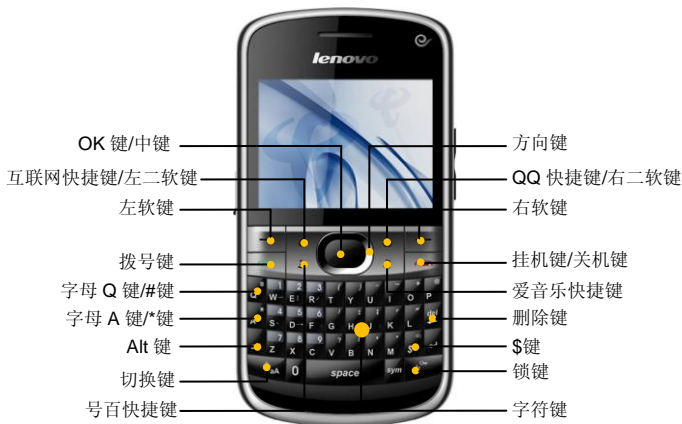 lenovo
OK 键/中键
方向键
互联网快捷键/左二软键
QQ 快捷键/右二软键
左软键
右软键
拨号键
挂机键/关机键
字母 Q 键/#键
爱音乐快捷键
字母 A 键/*键
删除键
Alt 键
$键
切换键
锁键
号百快捷键
字符键
Q W E R T Y U I O P
A S D F G H J K L del
Z X C V B N M $
aA 0 space sym